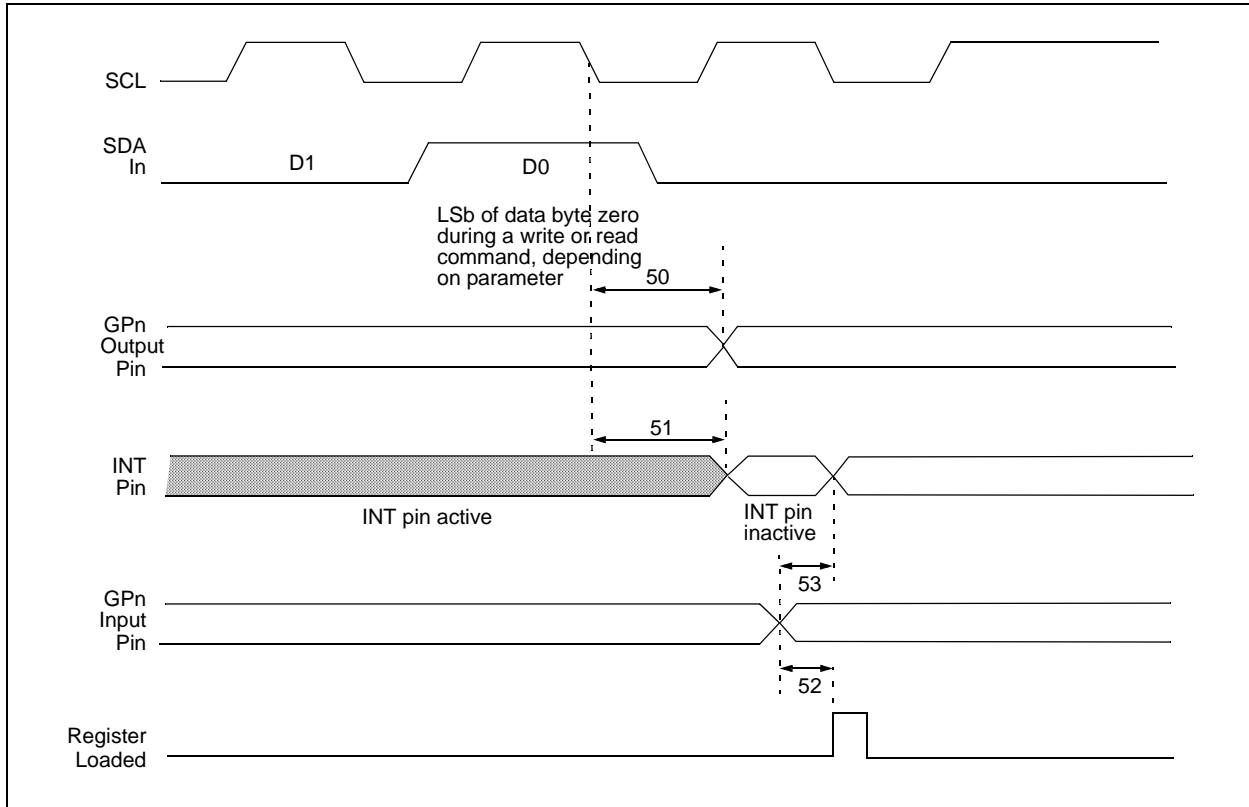 SCL
SDA
In
D1
D0
LSb of data byte zero
during a write or read
command, depending
on parameter
50
GPn
Output
Pin
51
INT
Pin
INT pin active
INT pin
inactive
53
GPn
Input
Pin
52
Register
Loaded